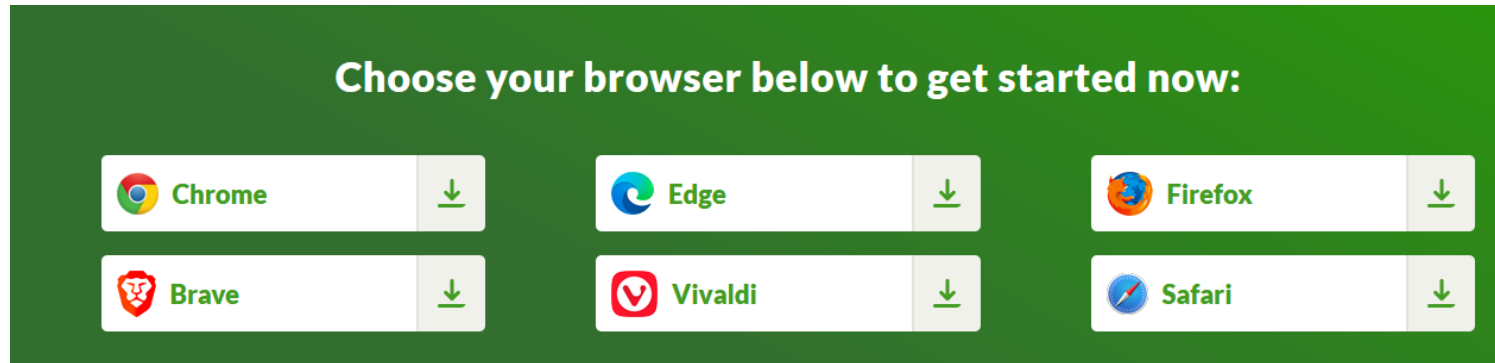 Choose your browser below to get started now:
Chrome
Edge
Firefox
Brave
Vivaldi
Safari